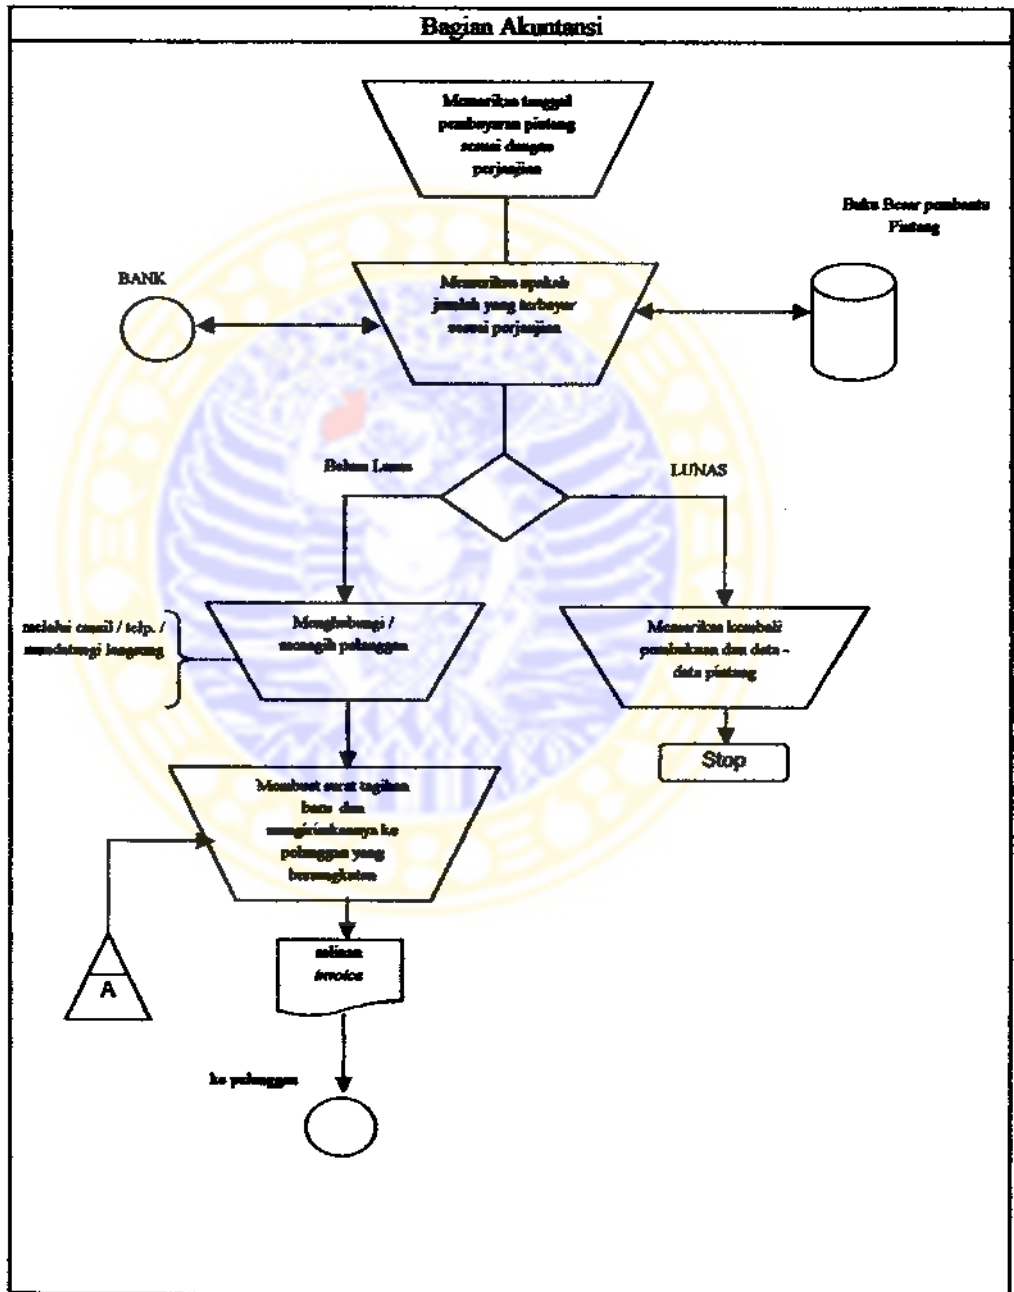 Bagian Akuntansi
Memeriksa tanggal
pembayaran piutang
sesuai dengan
perjanjian
Buku Besar pembantu
Piutang
BANK
Memeriksa apakah
jumlah yang terbayar
sesuai perjanjian
Belum Lunas
LUNAS
melalui email / telp. /
mendatangi langsung
Menghubungi /
menagih pelanggan
Memeriksa kembali
pembukuan dan data -
data piutang
Stop
Membuat surat tagihan
baru dan
mengirimkannya ke
pelanggan yang
bersangkutan
A
salinan
invoice
ke pelanggan